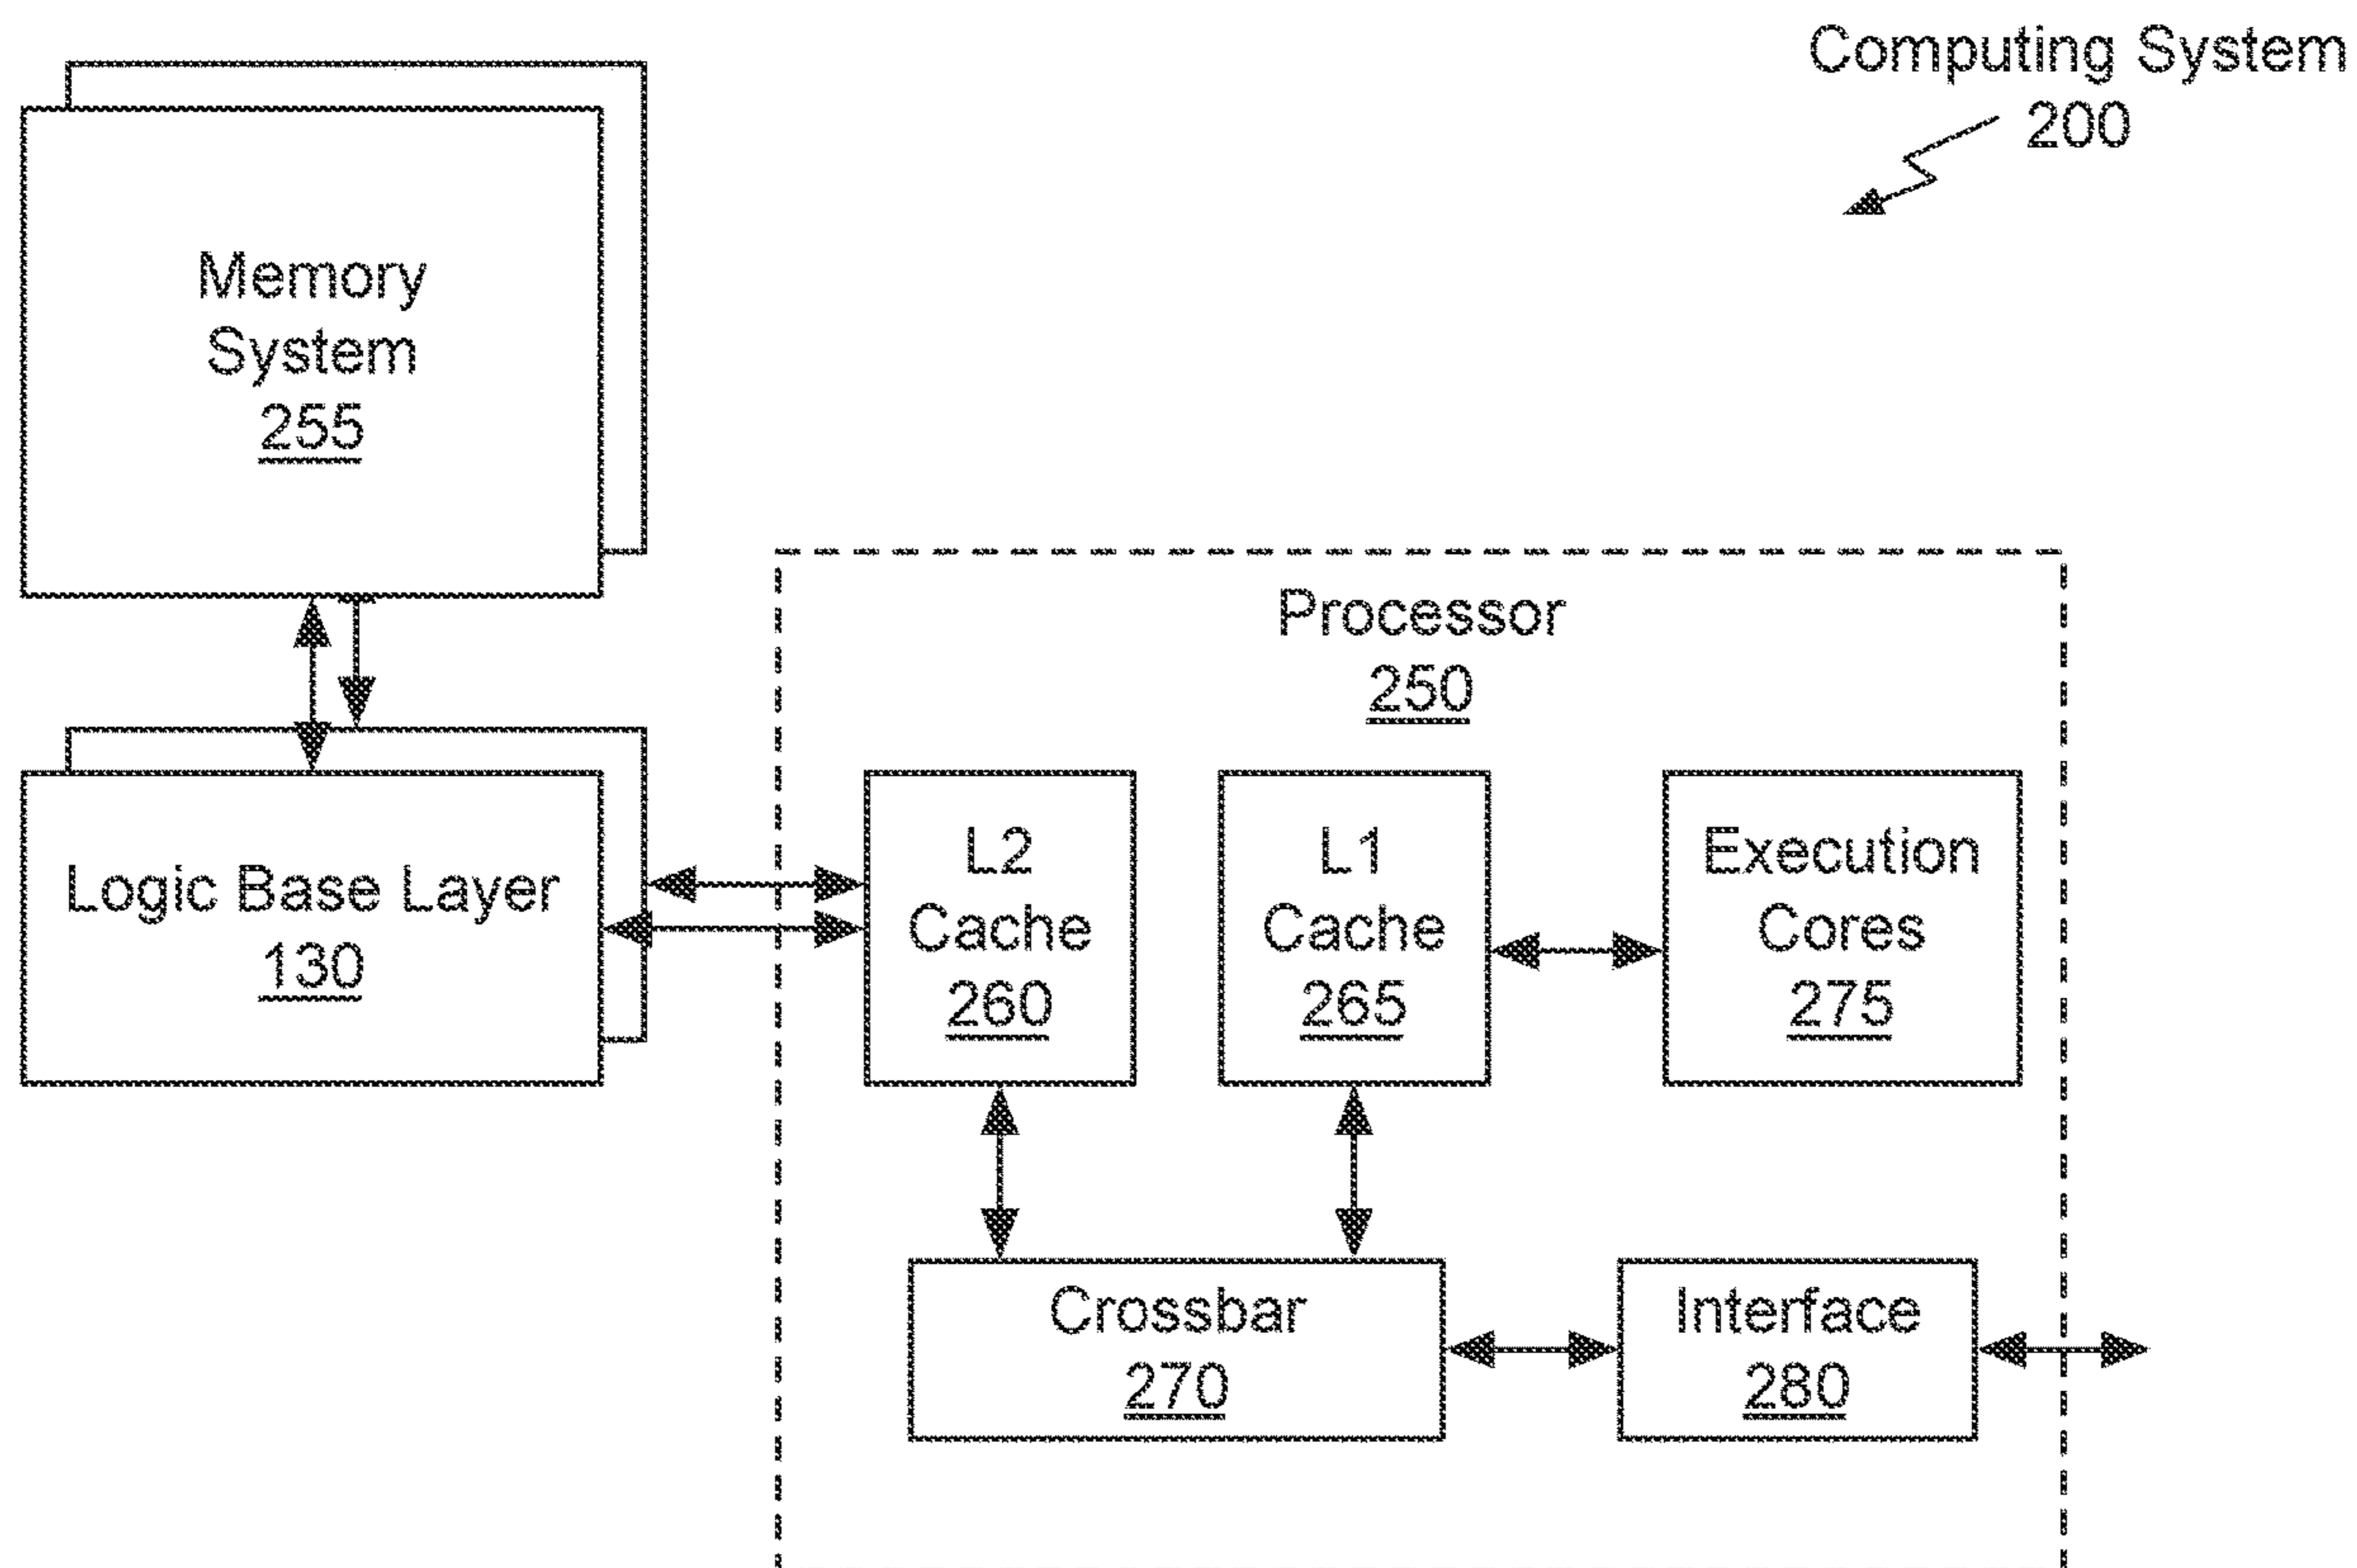 Computing System
200
Memory
System
255
Processor
250
Logic Base Layer
130
L2
Cache
260
L1
Cache
265
Execution
Cores
275
Crossbar
270
Interface
280